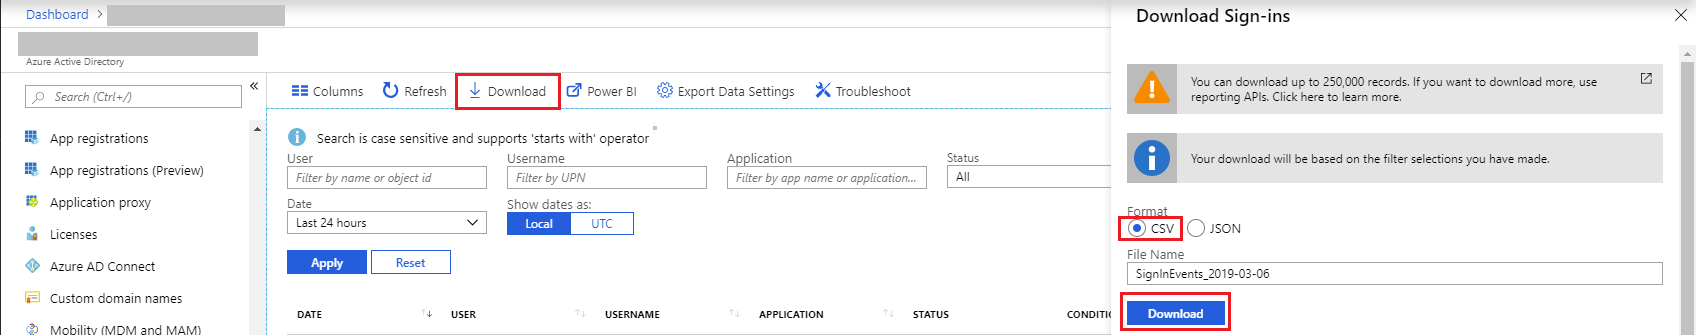 Dashboard >
Azure Active Directory
Search (Ctrl+/)
«
App registrations
App registrations (Preview)
Application proxy
Licenses
Azure AD Connect
Custom domain names
Mobility (MDM and MAM)
Columns Refresh Download Power BI Export Data Settings Troubleshoot
Search is case sensitive and supports 'starts with' operator
User Username Application Status
Filter by name or object id Filter by UPN Filter by app name or application... All
Date Show dates as:
Last 24 hours Local UTC
Apply Reset
DATE USER USERNAME APPLICATION STATUS CONDITIO
Download Sign-ins
You can download up to 250,000 records. If you want to download more, use
reporting APIs. Click here to learn more.
Your download will be based on the filter selections you have made.
Format
CSV JSON
File Name
SignInEvents_2019-03-06
Download